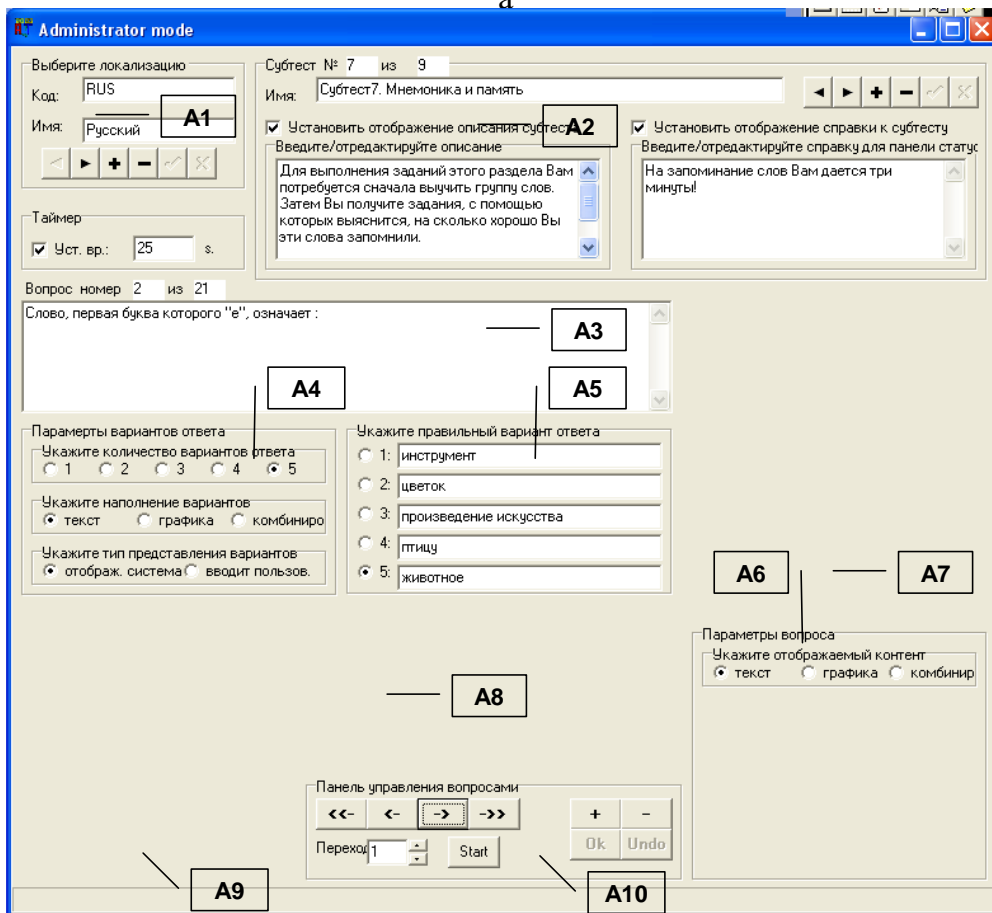 а
Administrator mode
Выберите локализацию
Код: RUS
Имя: Русский
A1
Субтест № 7 из 9
Имя: Субтест7. Мнемоника и память
Установить отображение описания субтеста
A2
Установить отображение справки к субтесту
Введите/отредактируйте описание
Для выполнения заданий этого раздела Вам
потребуется сначала выучить группу слов.
Затем Вы получите задания, с помощью
которых выяснится, на сколько хорошо Вы
эти слова запомнили.
Введите/отредактируйте справку для панели статус
На запоминание слов Вам дается три
минуты!
Таймер
Уст. вр.: 25 s.
Вопрос номер 2 из 21
Слово, первая буква которого "е", означает :
A3
A4
A5
Парамерты вариантов ответа
Укажите количество вариантов ответа
1 2 3 4 5
Укажите наполнение вариантов
текст графика комбиниро
Укажите тип представления вариантов
отображ. система вводит пользов.
Укажите правильный вариант ответа
1: инструмент
2: цветок
3: произведение искусства
4: птицу
5: животное
A6
A7
Параметры вопроса
Укажите отображаемый контент
текст графика комбинир
A8
Панель управления вопросами
<<- <- -> ->>
+ -
Переход 1 Start
Ok Undo
A9
A10